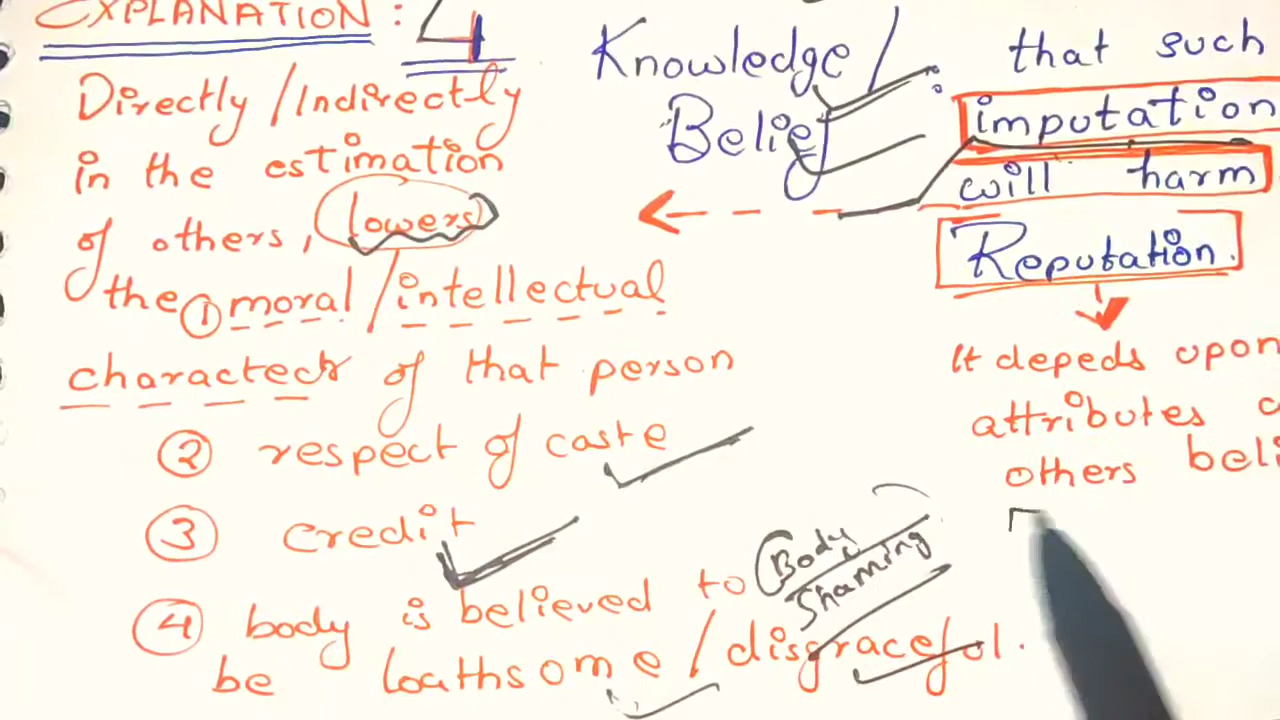 EXPLANATION : 4
Directly / Indirectly
in the estimation
of others, lowers
the ① moral / intellectual
character of that person
② respect of caste
③ credit
④ body is believed to
be loathsome / disgraceful.
Body
Shaming
Knowledge /
Belief
that such
imputation
will harm
Reputation.
It depeds upon
attributes
others